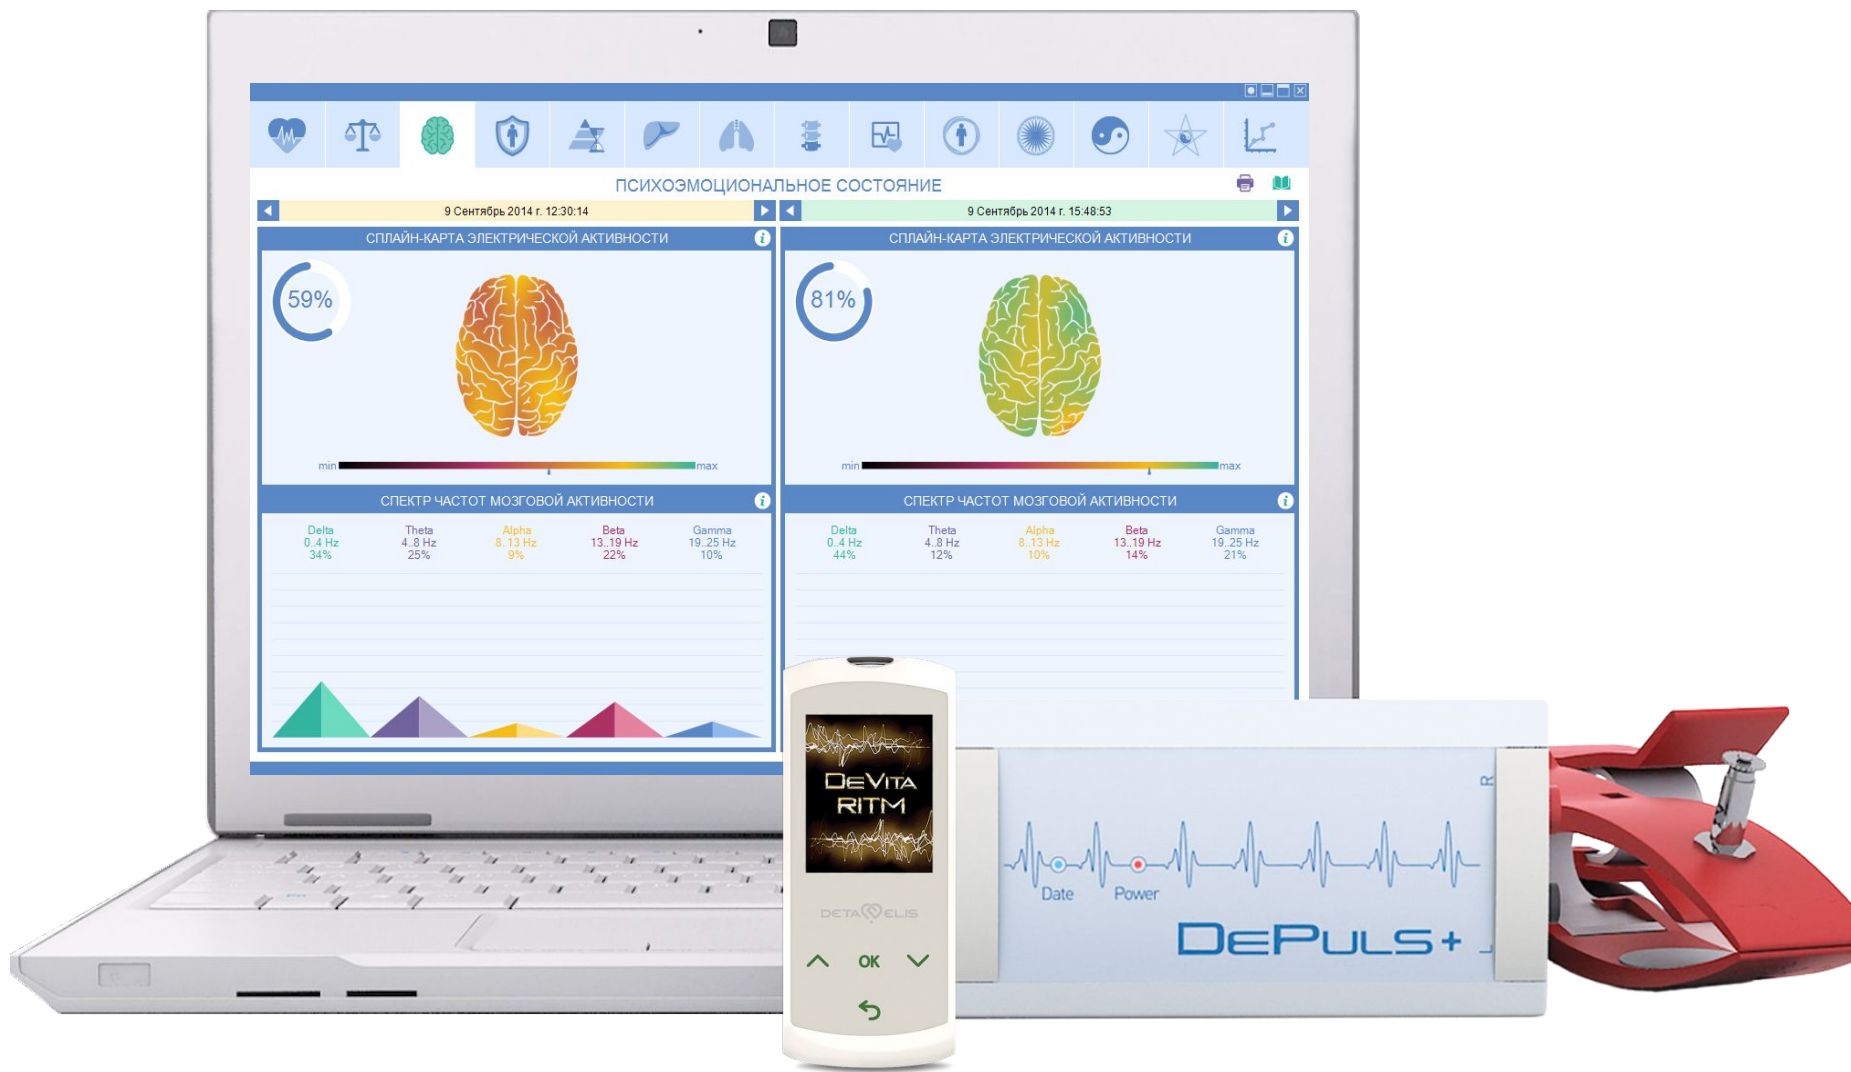 ПСИХОЭМОЦИОНАЛЬНОЕ СОСТОЯНИЕ
9 Сентябрь 2014 г. 12:30:14
9 Сентябрь 2014 г. 15:48:53
СПЛАЙН-КАРТА ЭЛЕКТРИЧЕСКОЙ АКТИВНОСТИ
СПЛАЙН-КАРТА ЭЛЕКТРИЧЕСКОЙ АКТИВНОСТИ
59%
81%
min
max
min
max
СПЕКТР ЧАСТОТ МОЗГОВОЙ АКТИВНОСТИ
СПЕКТР ЧАСТОТ МОЗГОВОЙ АКТИВНОСТИ
Delta Theta Alpha Beta Gamma
0..4 Hz 4..8 Hz 8..13 Hz 13..19 Hz 19..25 Hz
34% 25% 9% 22% 10%
Delta Theta Alpha Beta Gamma
0..4 Hz 4..8 Hz 8..13 Hz 13..19 Hz 19..25 Hz
44% 12% 10% 14% 21%
DEVITA
RITM
DETA ELIS
OK
R
Date Power
DEPULS+